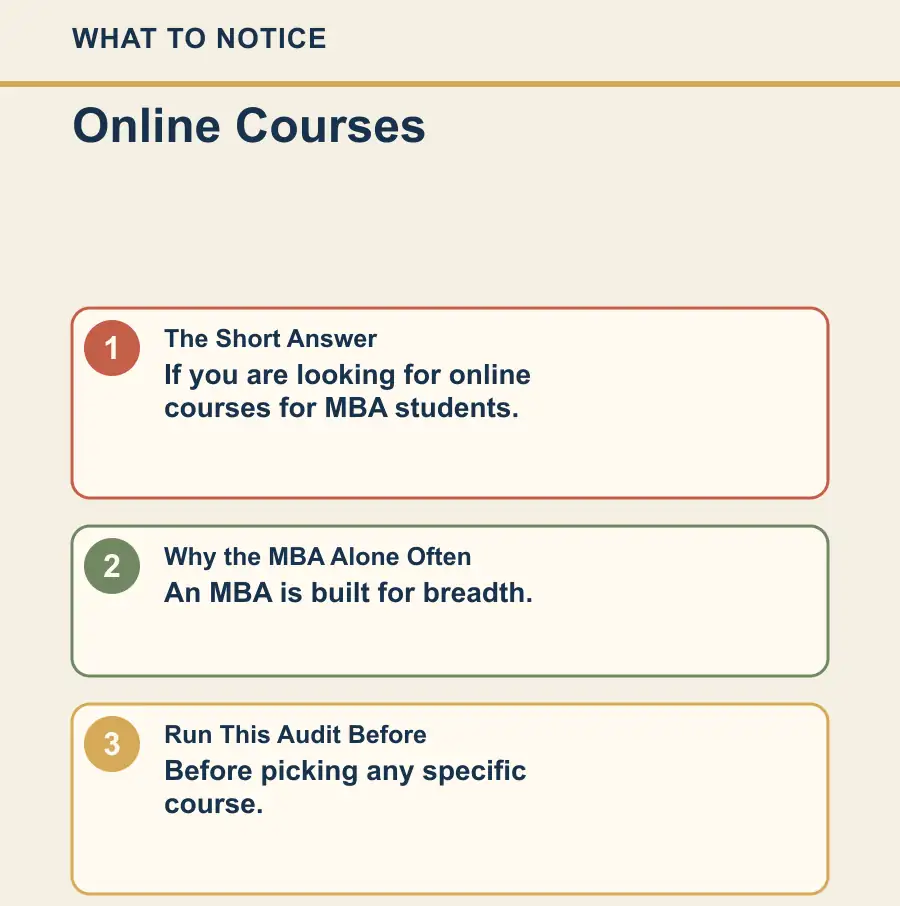 WHAT TO NOTICE
Online Courses
1
The Short Answer
If you are looking for online
courses for MBA students.
2
Why the MBA Alone Often
An MBA is built for breadth.
3
Run This Audit Before
Before picking any specific
course.